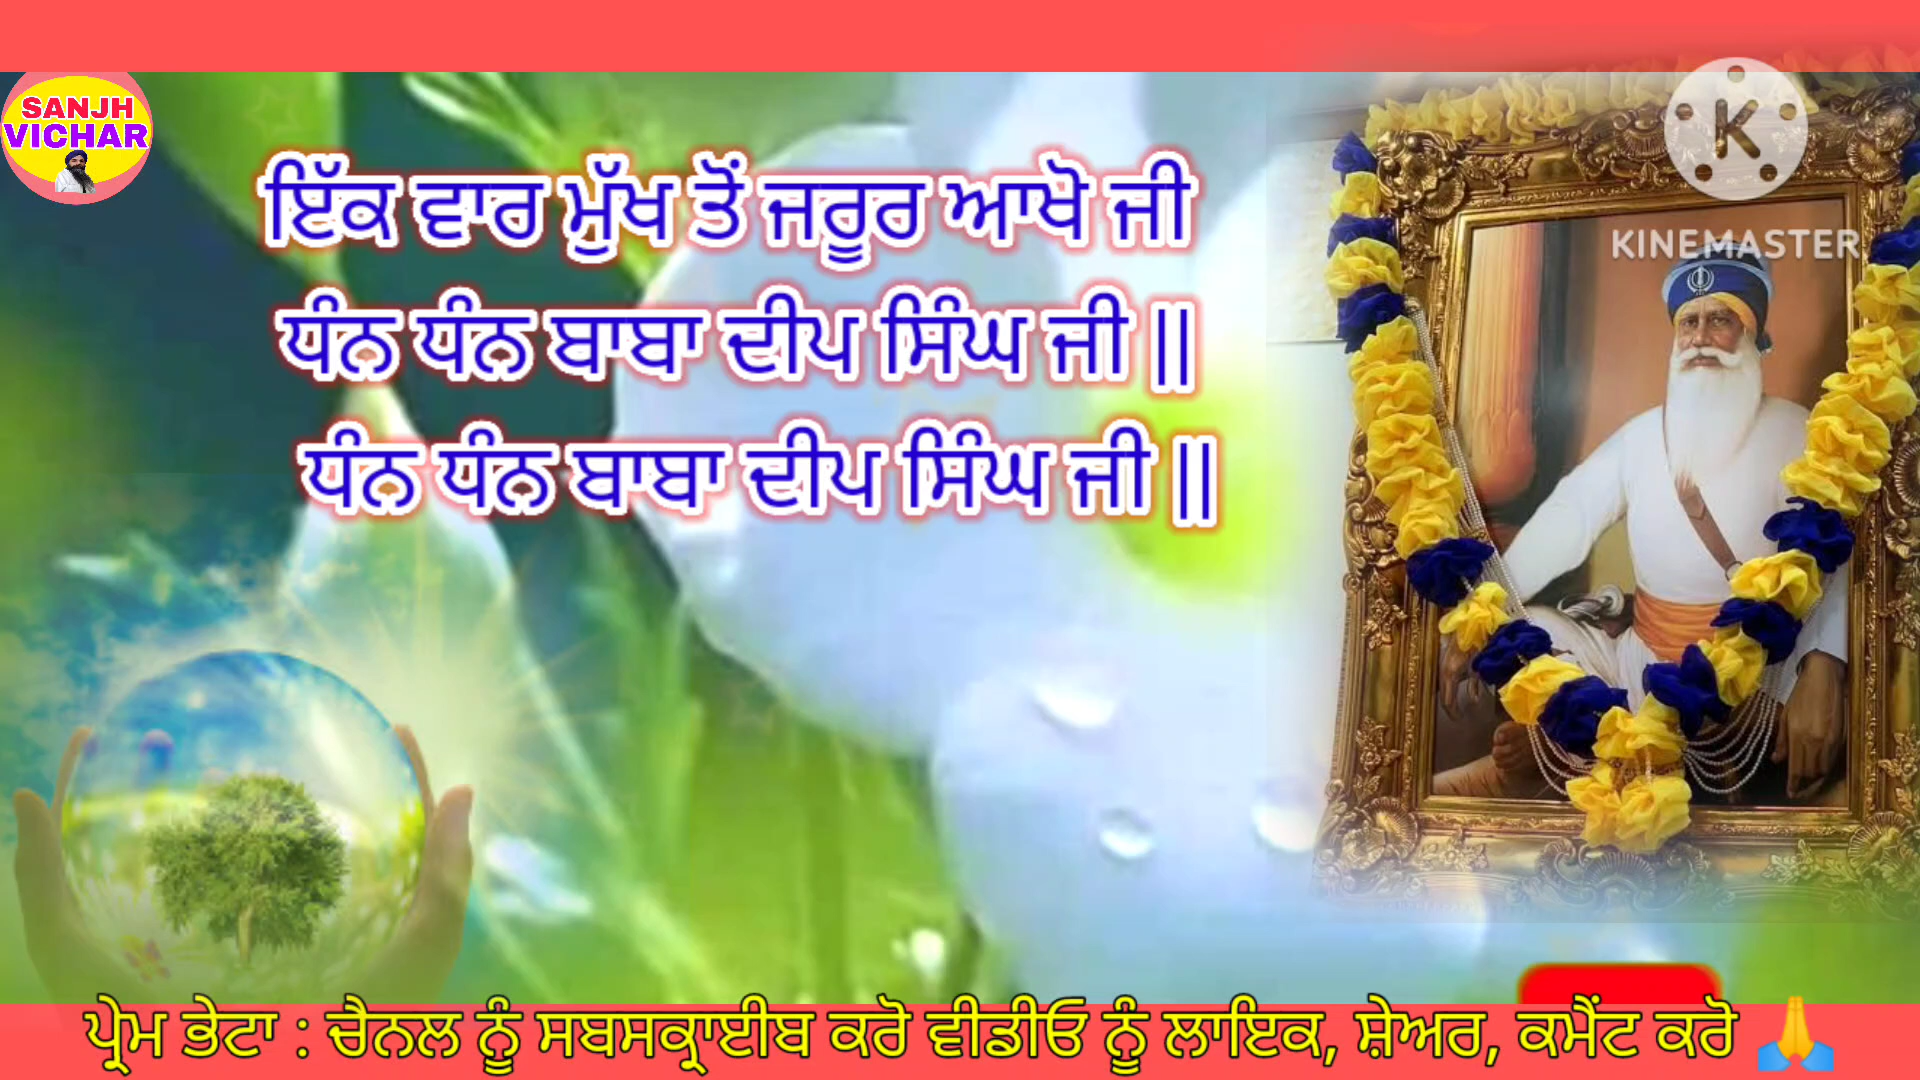 SANJH
VICHAR
K
KINEMASTER
ਇੱਕ ਵਾਰ ਮੁੱਖ ਤੋਂ ਜਰੂਰ ਆਖੋ ਜੀ
ਧੰਨ ਧੰਨ ਬਾਬਾ ਦੀਪ ਸਿੰਘ ਜੀ ||
ਧੰਨ ਧੰਨ ਬਾਬਾ ਦੀਪ ਸਿੰਘ ਜੀ ||
ਪ੍ਰੇਮ ਭੇਟਾ : ਚੈਨਲ ਨੂੰ ਸਬਸਕ੍ਰਾਈਬ ਕਰੋ ਵੀਡੀਓ ਨੂੰ ਲਾਇਕ, ਸ਼ੇਅਰ, ਕਮੈਂਟ ਕਰੋ 🙏